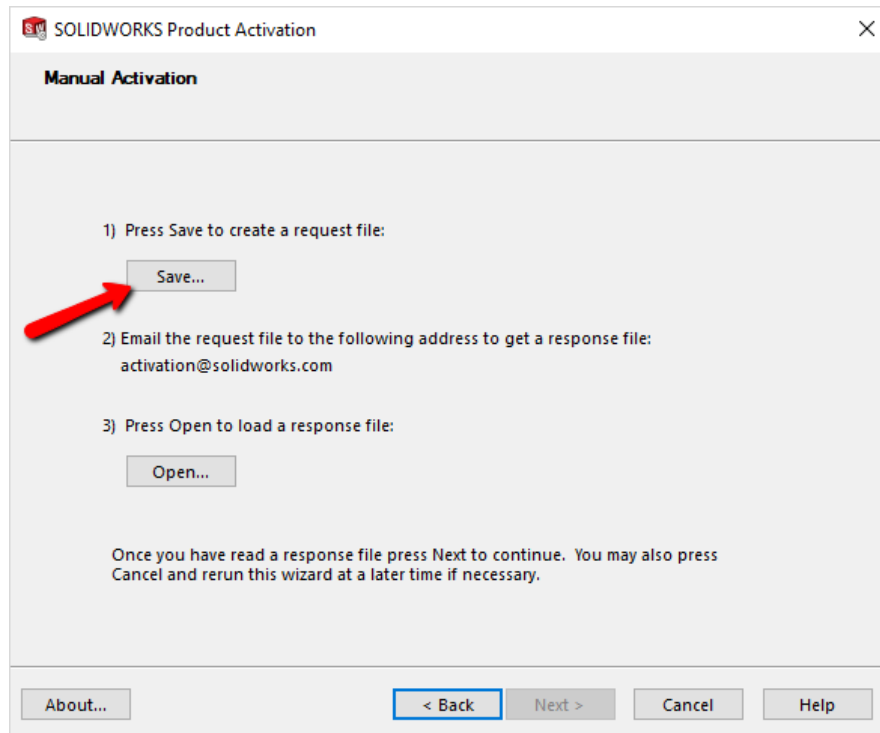 SW SOLIDWORKS Product Activation
Manual Activation
1) Press Save to create a request file:
Save...
2) Email the request file to the following address to get a response file:
activation@solidworks.com
3) Press Open to load a response file:
Open...
Once you have read a response file press Next to continue. You may also press
Cancel and rerun this wizard at a later time if necessary.
About... < Back Next > Cancel Help